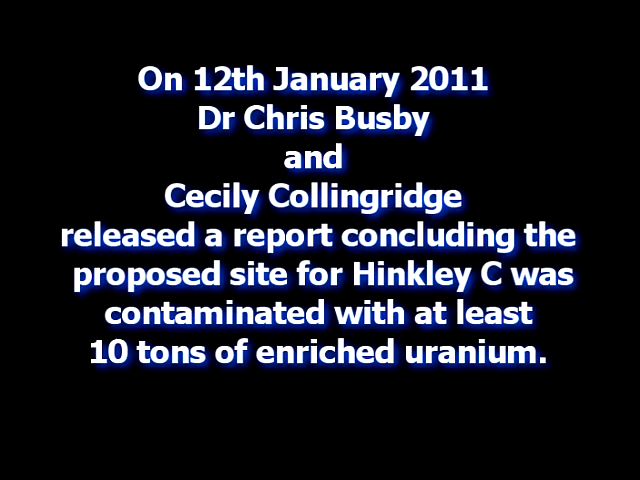 On 12th January 2011
Dr Chris Busby
and
Cecily Collingridge
released a report concluding the
proposed site for Hinkley C was
contaminated with at least
10 tons of enriched uranium.